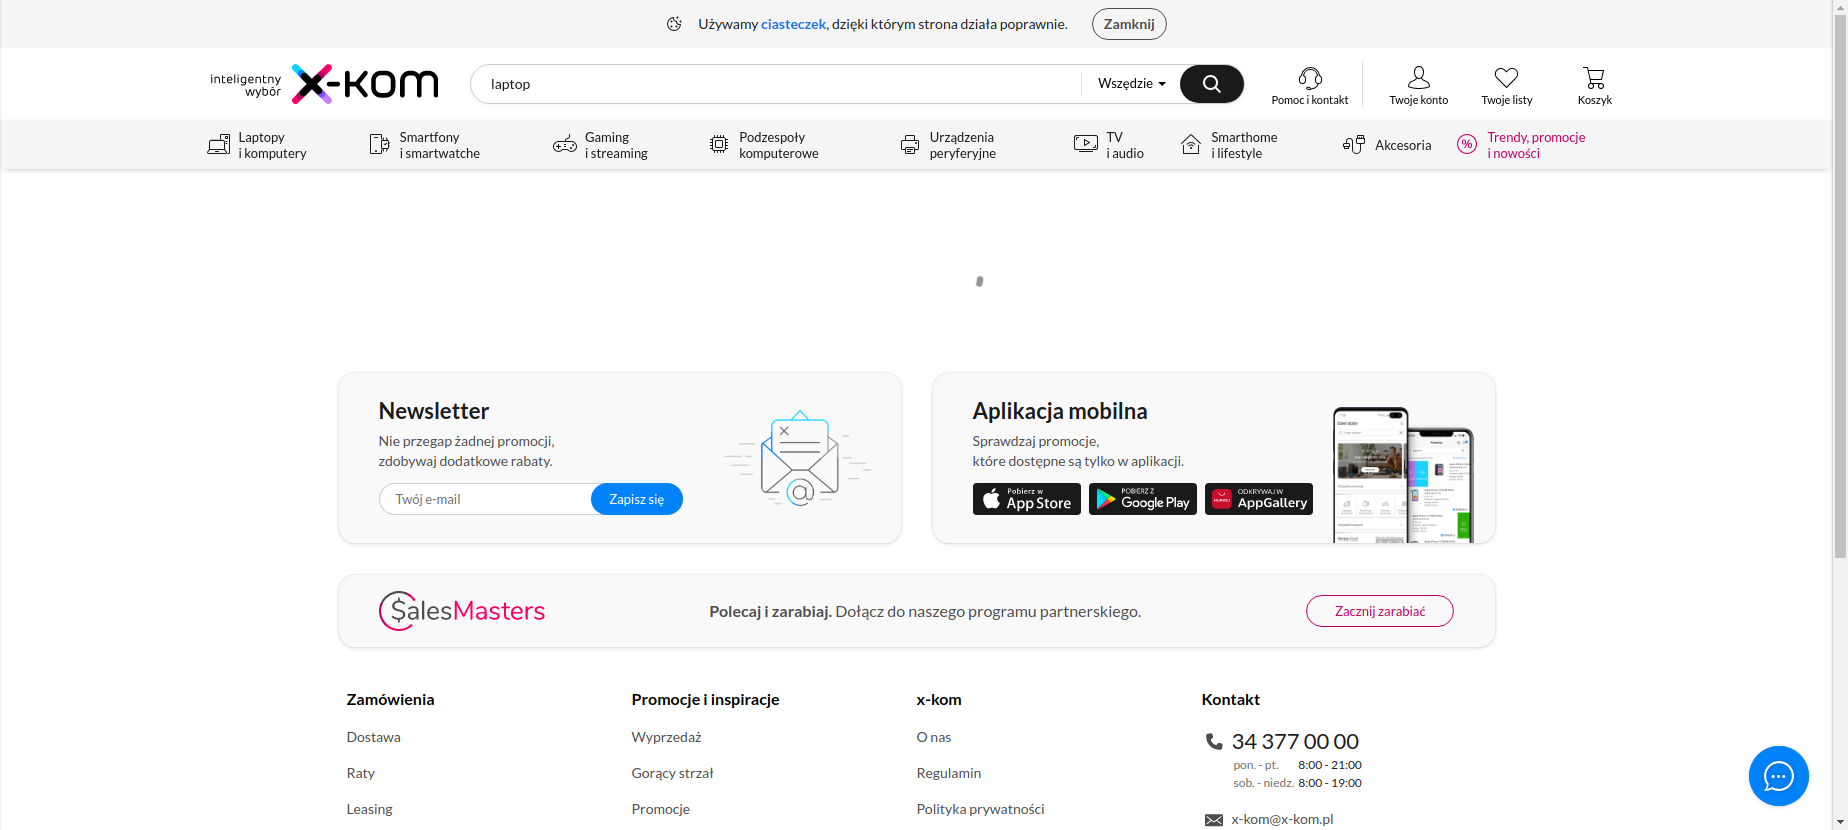 Używamy ciasteczek, dzięki którym strona działa poprawnie. Zamknij
inteligentny wybór x-kom
laptop Wszędzie
Pomoc i kontakt Twoje konto Twoje listy Koszyk
Laptopy i komputery
Smartfony i smartwatche
Gaming i streaming
Podzespoły komputerowe
Urządzenia peryferyjne
TV i audio
Smarthome i lifestyle
Akcesoria
% Trendy, promocje i nowości
Newsletter
Nie przegap żadnej promocji,
zdobywaj dodatkowe rabaty.
Twój e-mail Zapisz się
Aplikacja mobilna
Sprawdzaj promocje,
które dostępne są tylko w aplikacji.
Pobierz w App Store
POBIERZ Z Google Play
ODKRYWAJ W AppGallery
SalesMasters
Polecaj i zarabiaj. Dołącz do naszego programu partnerskiego.
Zacznij zarabiać
Zamówienia
Dostawa
Raty
Leasing
Promocje i inspiracje
Wyprzedaż
Gorący strzał
Promocje
x-kom
O nas
Regulamin
Polityka prywatności
Kontakt
34 377 00 00
pon. - pt. 8:00 - 21:00
sob. - niedz. 8:00 - 19:00
x-kom@x-kom.pl